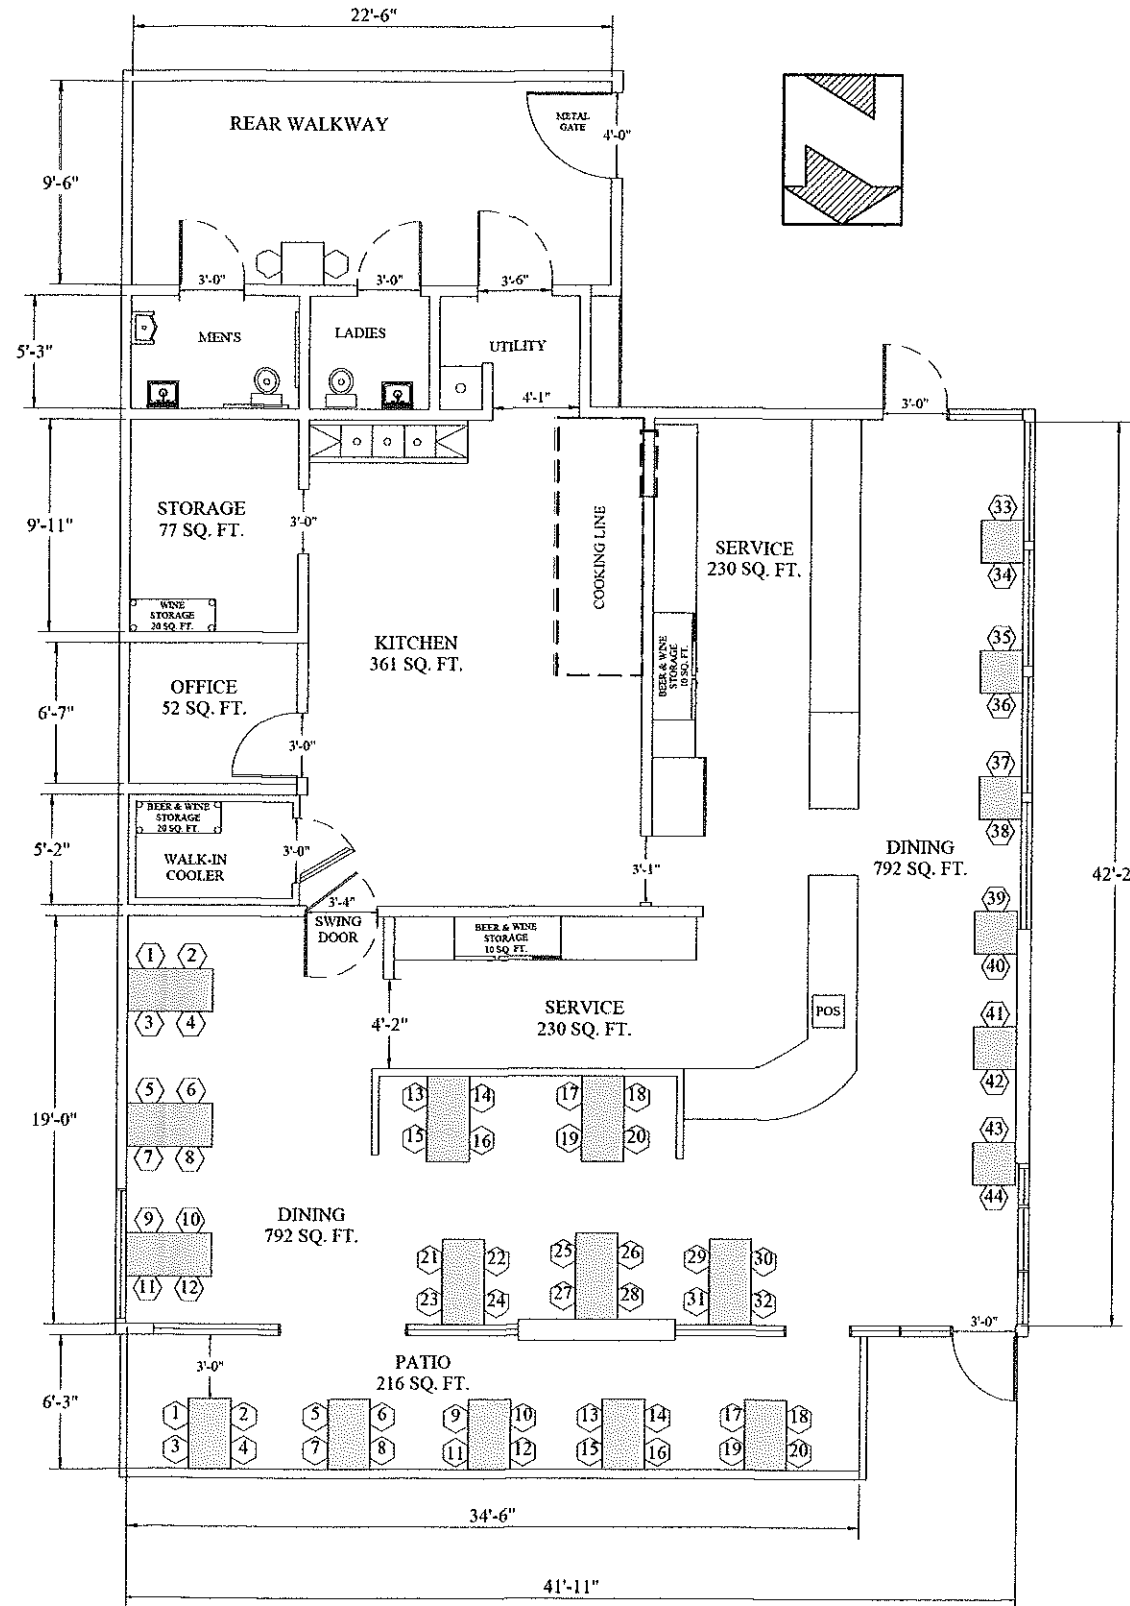 22'-6"
REAR WALKWAY
METAL
GATE
4'-0"
9'-6"
3'-0"
3'-0"
3'-6"
5'-3"
MEN'S
LADIES
UTILITY
4'-1"
3'-0"
9'-11"
STORAGE
77 SQ. FT.
3'-0"
COOKING LINE
SERVICE
230 SQ. FT.
33
34
WINE
STORAGE
20 SQ. FT.
KITCHEN
361 SQ. FT.
BEER & WINE
STORAGE
10 SQ. FT.
35
36
6'-7"
OFFICE
52 SQ. FT.
3'-0"
37
38
BEER & WINE
STORAGE
20 SQ. FT.
5'-2"
WALK-IN
COOLER
3'-0"
3'-1"
DINING
792 SQ. FT.
42'-2
3'-4"
SWING
DOOR
BEER & WINE
STORAGE
10 SQ. FT.
39
40
1 2
3 4
SERVICE
230 SQ. FT.
POS
4'-2"
41
42
5 6
7 8
19'-0"
13 14
15 16
17 18
19 20
43
44
9 10
11 12
DINING
792 SQ. FT.
21 22
23 24
25 26
27 28
29 30
31 32
3'-0"
3'-0"
PATIO
216 SQ. FT.
6'-3"
1 2
3 4
5 6
7 8
9 10
11 12
13 14
15 16
17 18
19 20
34'-6"
41'-11"